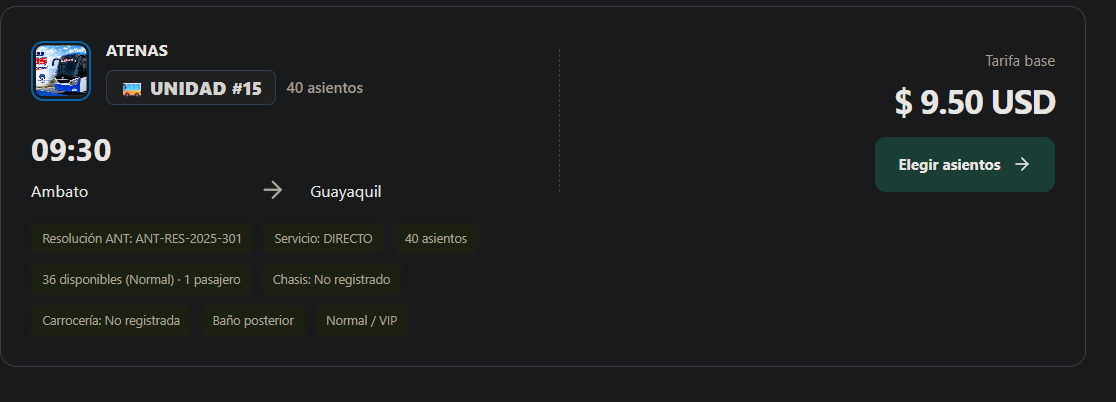 ATENAS
UNIDAD #15
40 asientos
09:30
Ambato → Guayaquil
Tarifa base
$ 9.50 USD
Elegir asientos →
Resolución ANT: ANT-RES-2025-301
Servicio: DIRECTO
40 asientos
36 disponibles (Normal) · 1 pasajero
Chasis: No registrado
Carrocería: No registrada
Baño posterior
Normal / VIP